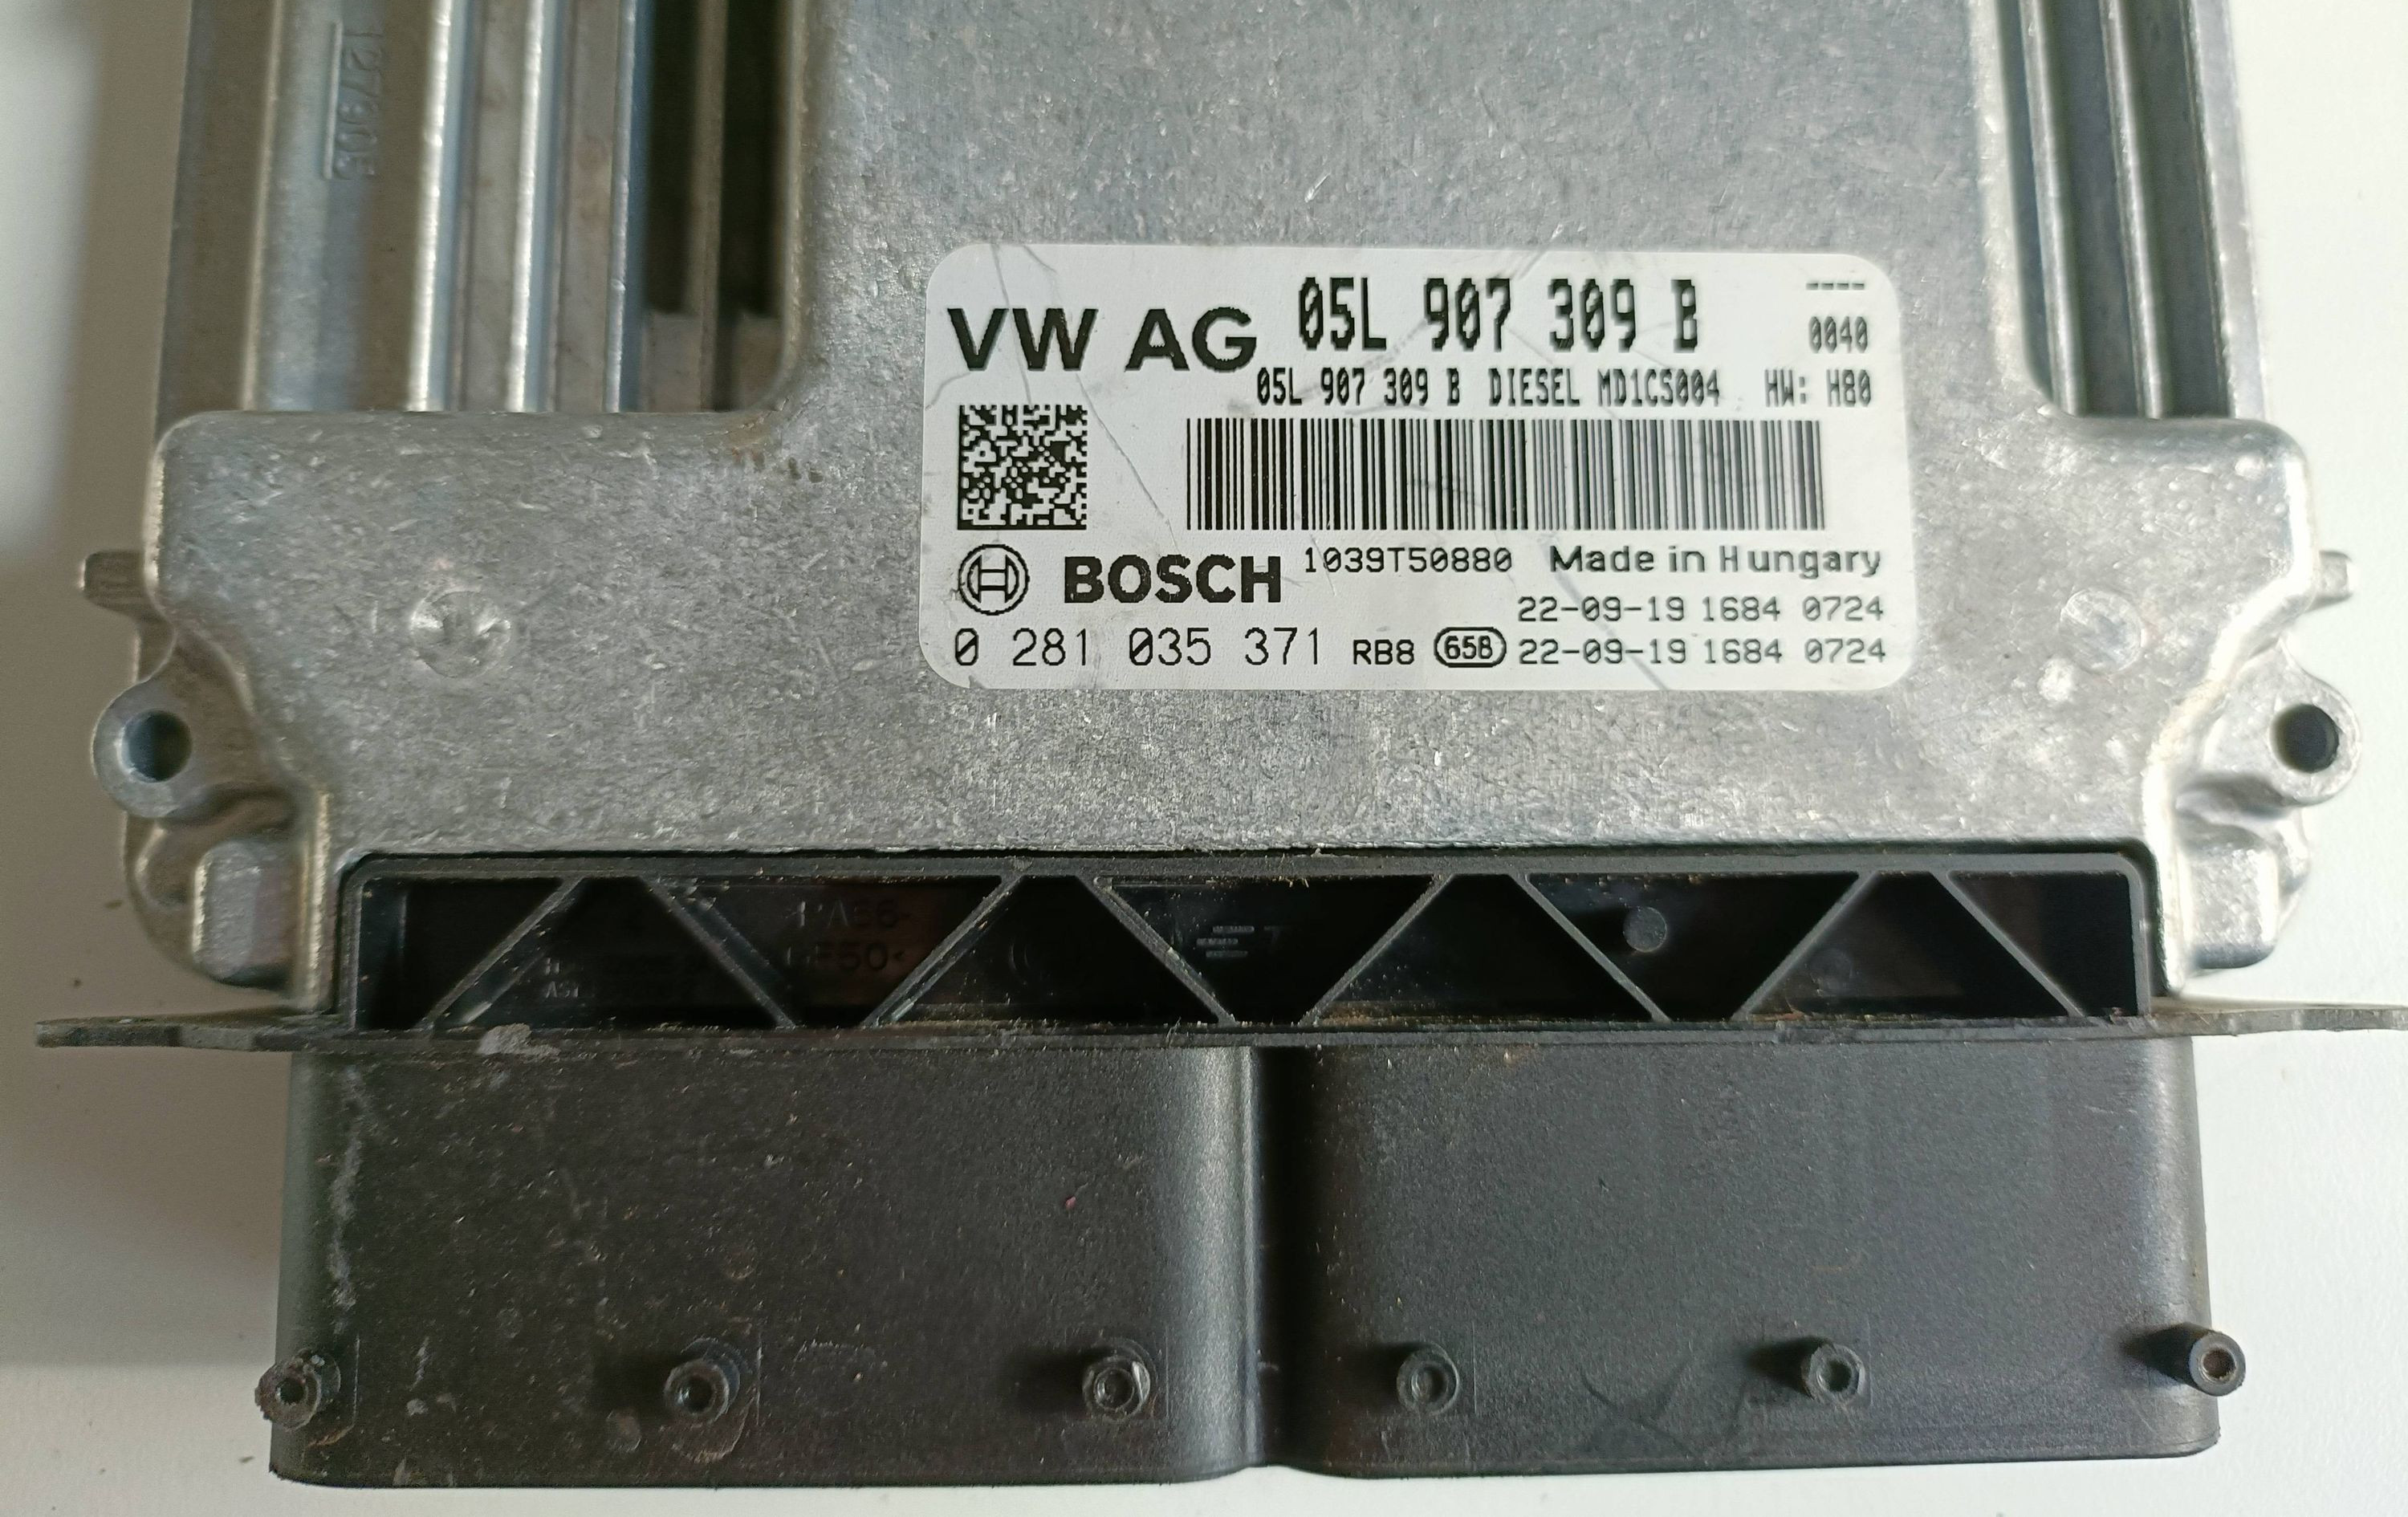 VW AG 05L 907 309 B ----
0040
05L 907 309 B DIESEL MD1CS004 HW: H80
BOSCH 1039T50880 Made in Hungary
22-09-19 1684 0724
0 281 035 371 RB8 65B 22-09-19 1684 0724